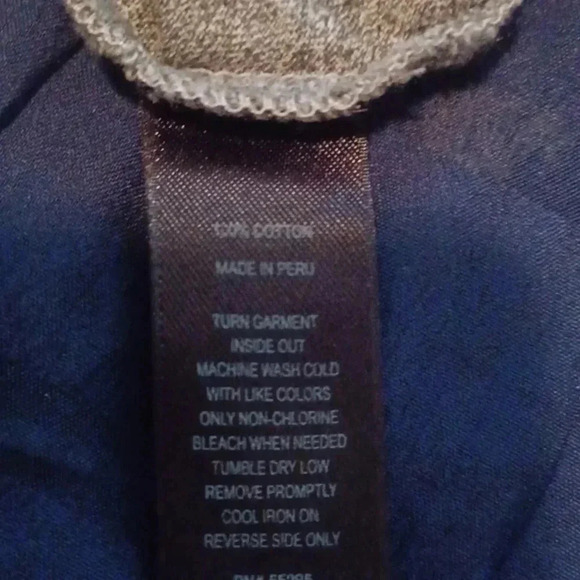 100% COTTON
MADE IN PERU
TURN GARMENT
INSIDE OUT
MACHINE WASH COLD
WITH LIKE COLORS
ONLY NON-CHLORINE
BLEACH WHEN NEEDED
TUMBLE DRY LOW
REMOVE PROMPTLY
COOL IRON ON
REVERSE SIDE ONLY